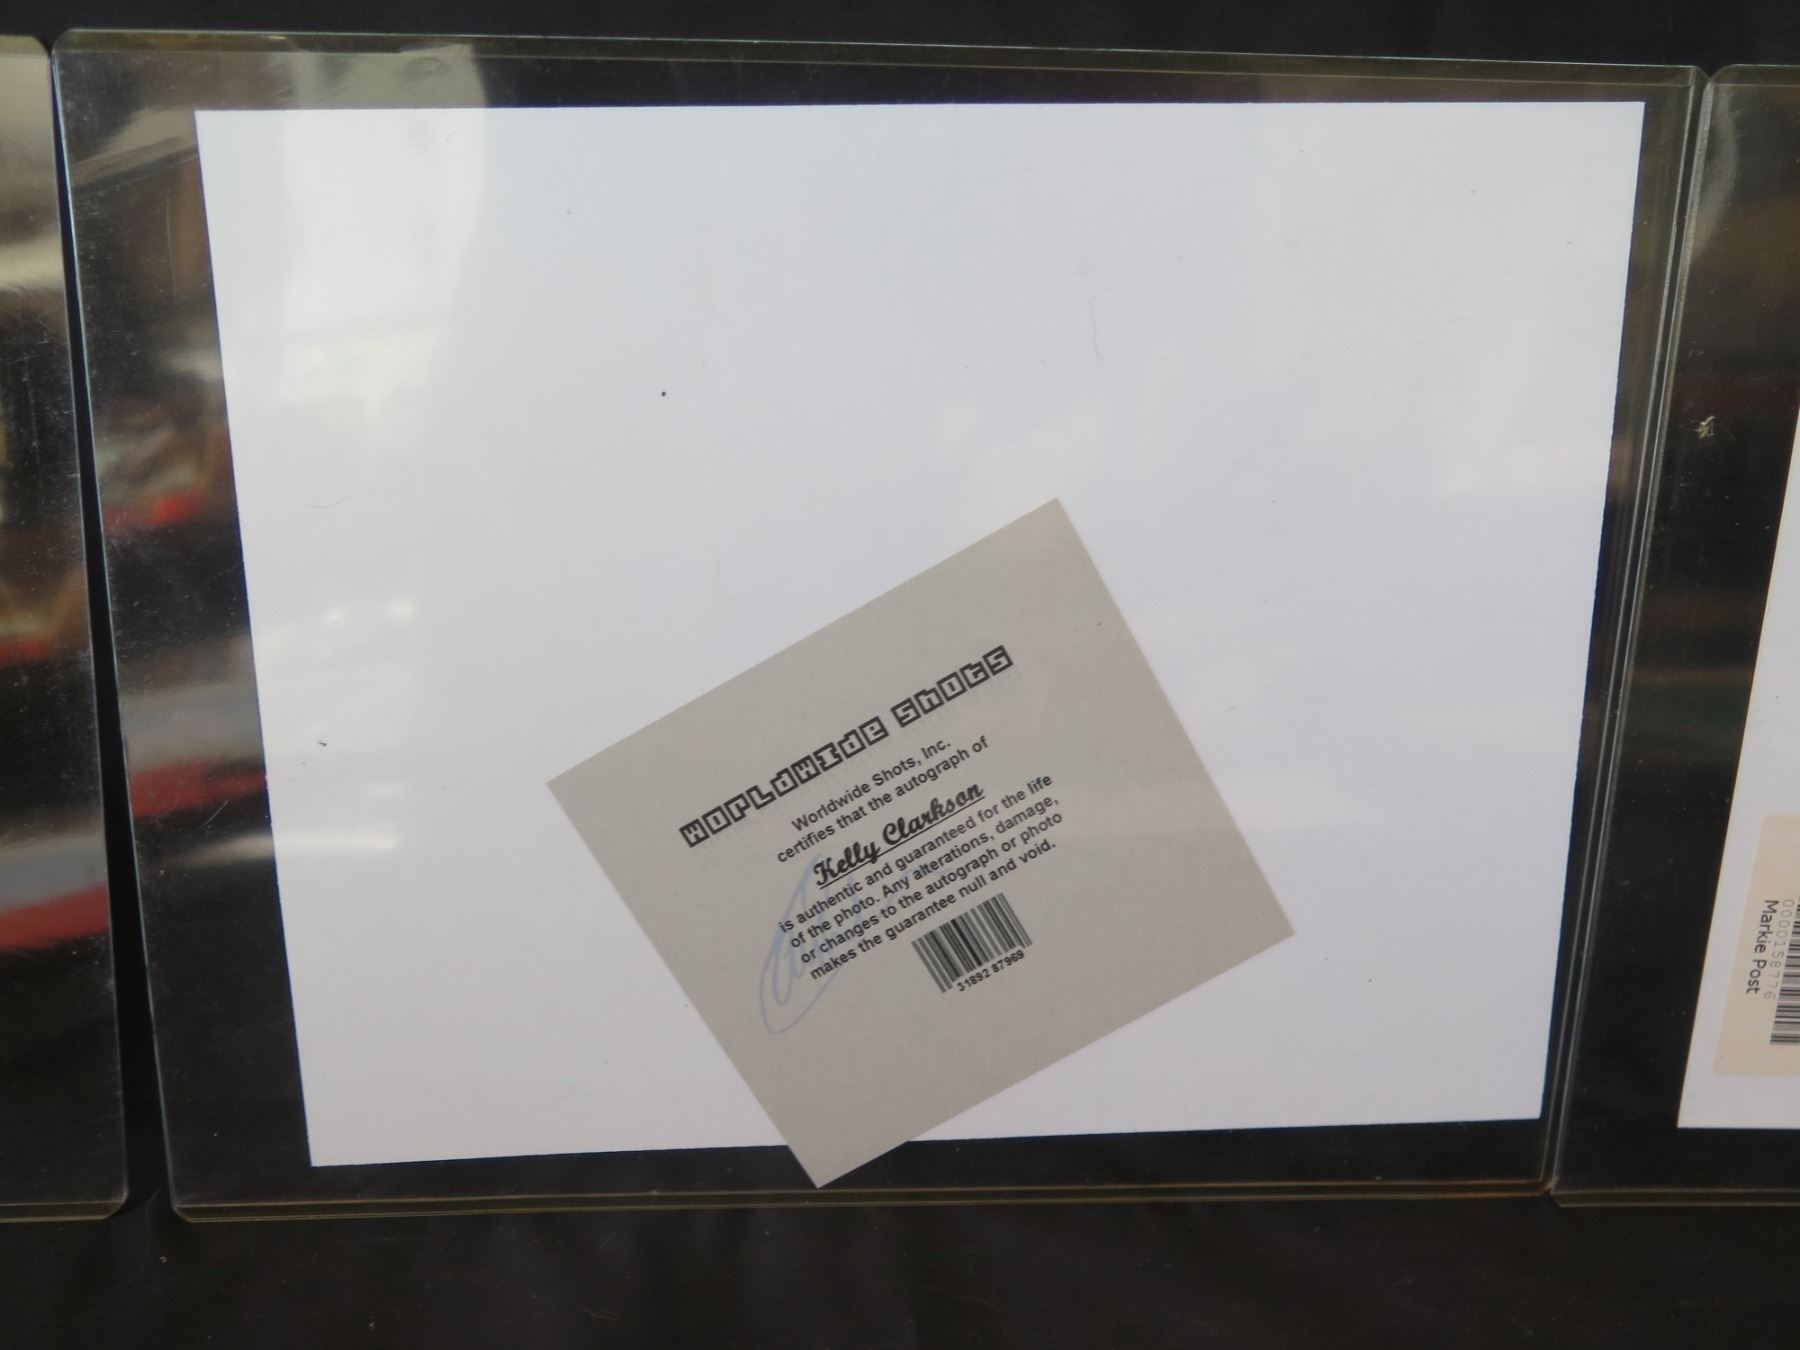 WorLdWIde Shots
Worldwide Shots, Inc.
certifies that the autograph of
Kelly Clarkson
is authentic and guaranteed for the life
of the photo. Any alterations, damage,
or changes to the autograph or photo
makes the guarantee null and void.
31892 87969
0000158776
Markie Post